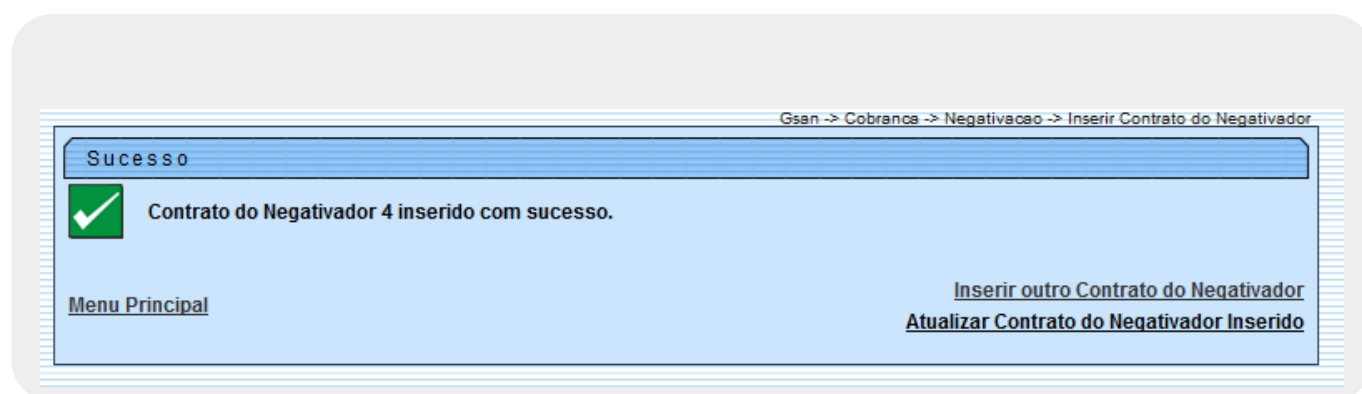 Gsan -> Cobranca -> Negativacao -> Inserir Contrato do Negativador
Sucesso
Contrato do Negativador 4 inserido com sucesso.
Inserir outro Contrato do Negativador
Menu Principal
Atualizar Contrato do Negativador Inserido